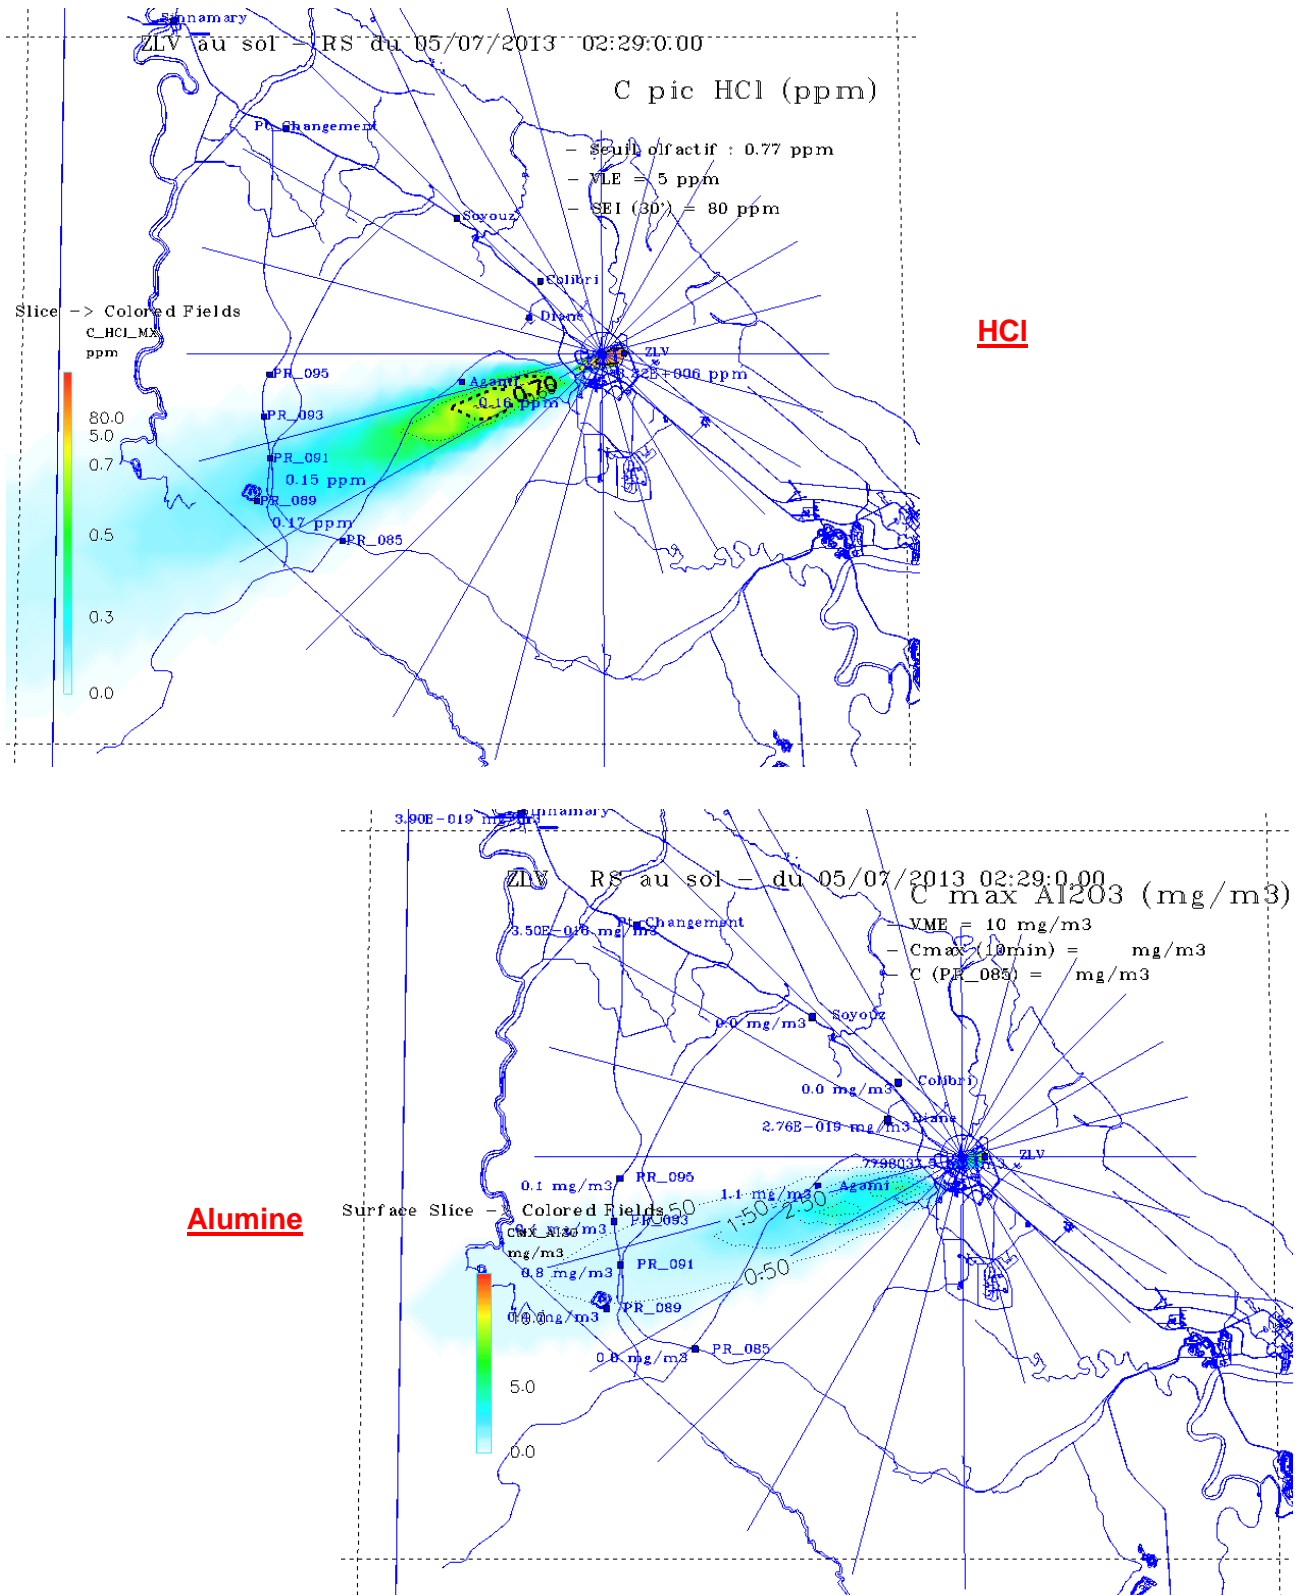 Sinnamary
ZLV au sol - RS du 05/07/2013 02:29:0.00
C pic HCl (ppm)
Pt_Changement
- Seuil olfactif : 0.77 ppm
- VLE = 5 ppm
- SEI (30') = 80 ppm
Soyouz
Colibri
Diane
Slice -> Colored Fields
C_HCl_MX
ppm
HCl
ZLV
PR_095
Agami
0.70
0.16 ppm
80.0
5.0
0.7
0.5
0.3
0.0
PR_093
PR_091
0.15 ppm
PR_089
0.17 ppm
PR_085
3.90E-019 mg/m3
Sinnamary
ZLV RS au sol - du 05/07/2013 02:29:0.00
C max Al2O3 (mg/m3)
Pt_Changement
- VME = 10 mg/m3
- Cmax (10min) = mg/m3
- C (PR_085) = mg/m3
Soyouz
0.0 mg/m3
Colibri
0.0 mg/m3
Diane
2.76E-019 mg/m3
ZLV
PR_095
0.1 mg/m3
Agami
1.1 mg/m3
Alumine
Surface Slice -> Colored Fields
0.50
1.50
2.50
PR_093
mg/m3
PR_091
0.8 mg/m3
0.50
PR_089
PR_085
0.0 mg/m3
5.0
0.0